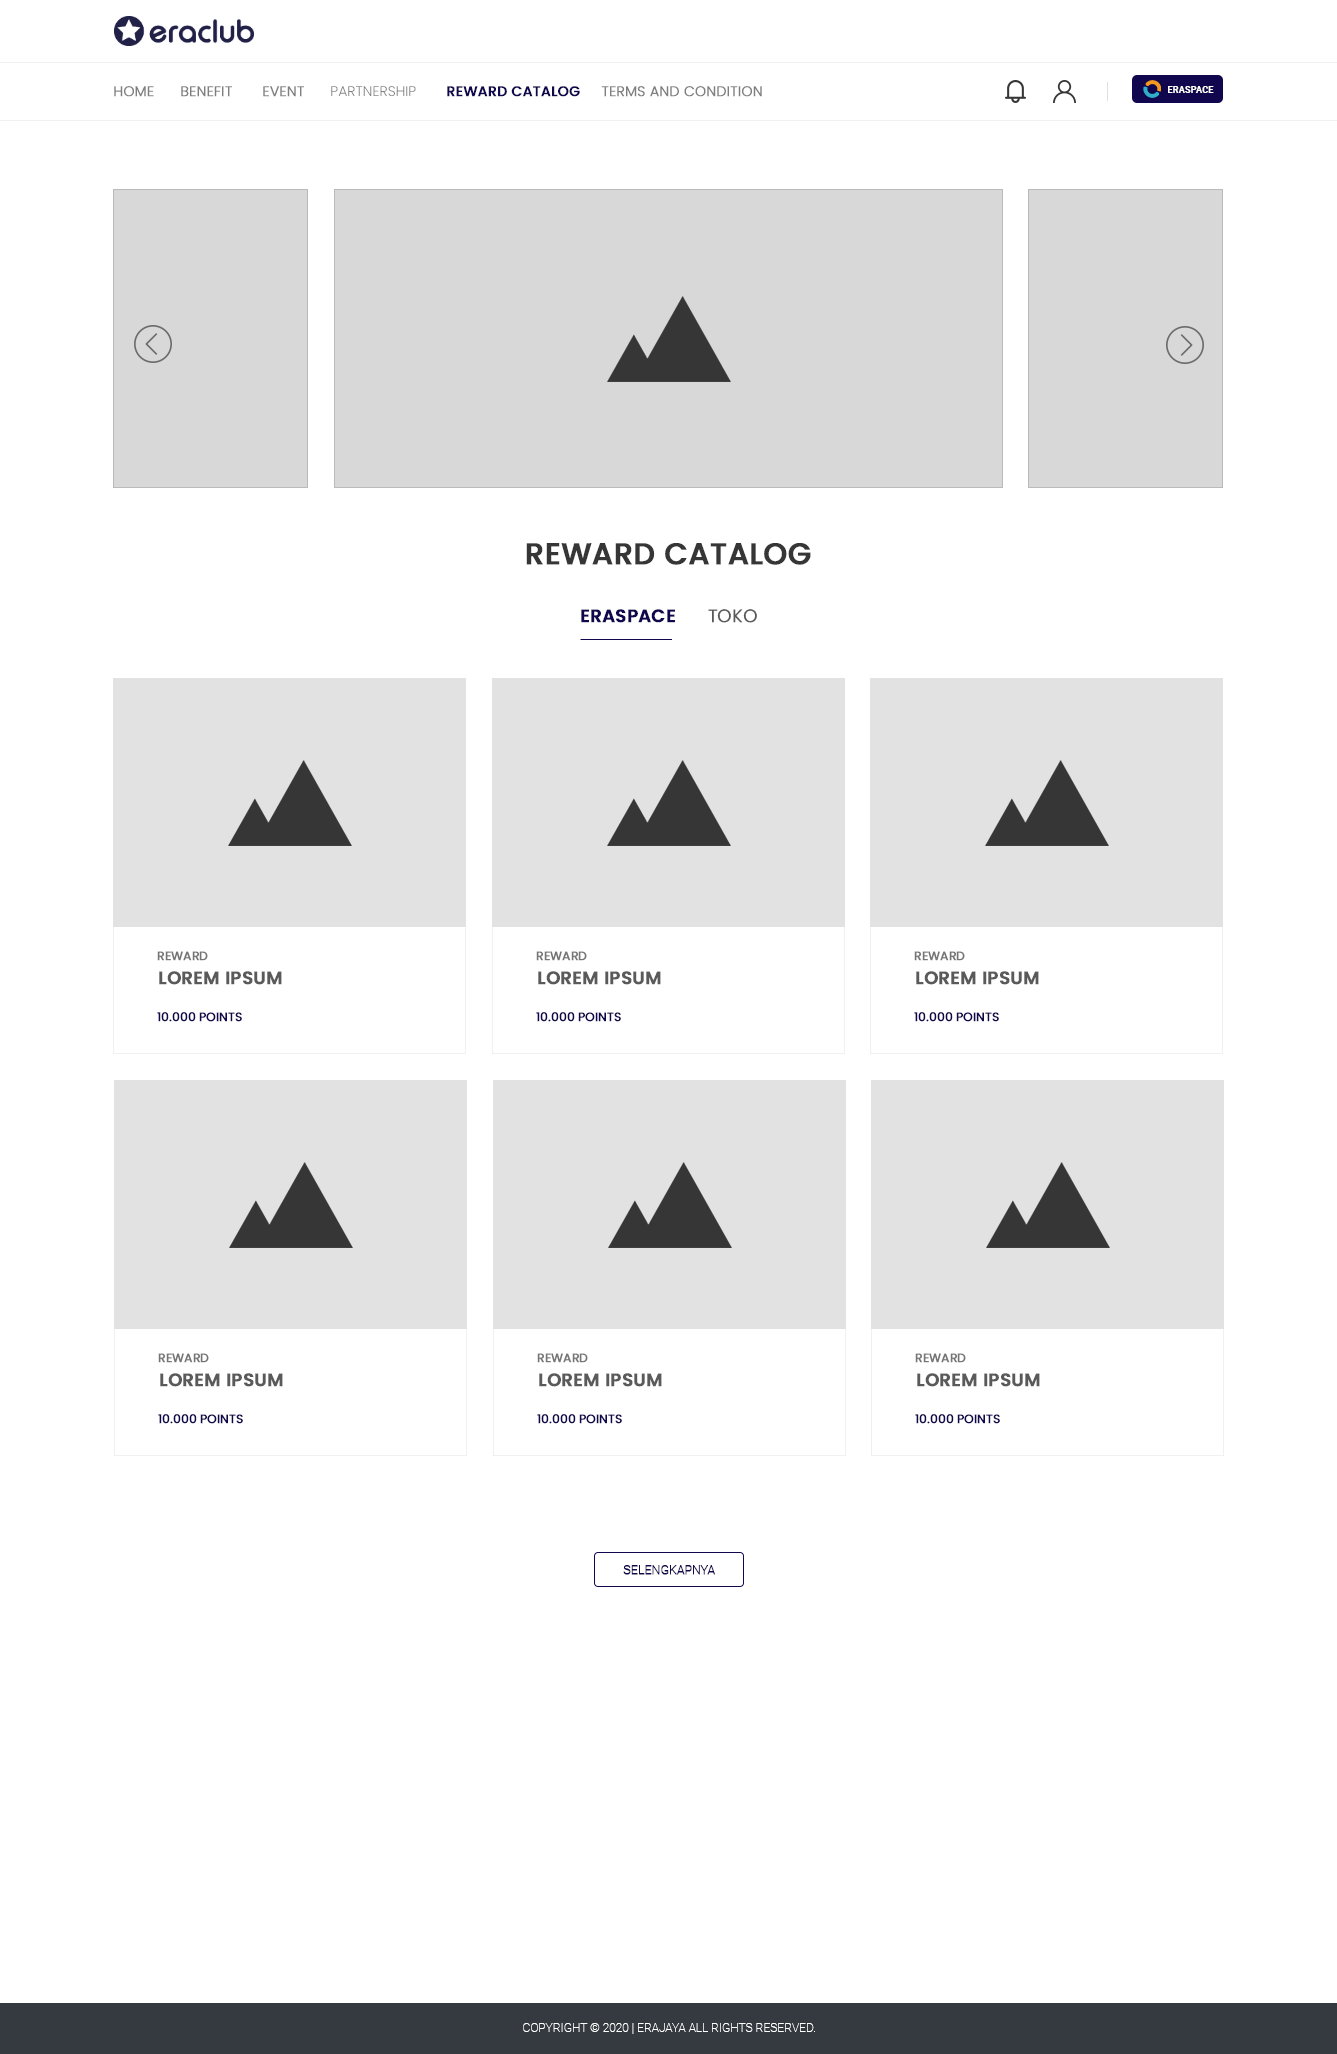 eraclub
HOME BENEFIT EVENT PARTNERSHIP REWARD CATALOG TERMS AND CONDITION ERASPACE
REWARD CATALOG
ERASPACE TOKO
REWARD REWARD REWARD
LOREM IPSUM LOREM IPSUM LOREM IPSUM
10.000 POINTS 10.000 POINTS 10.000 POINTS
REWARD REWARD REWARD
LOREM IPSUM LOREM IPSUM LOREM IPSUM
10.000 POINTS 10.000 POINTS 10.000 POINTS
SELENGKAPNYA
COPYRIGHT © 2020 | ERAJAYA ALL RIGHTS RESERVED.